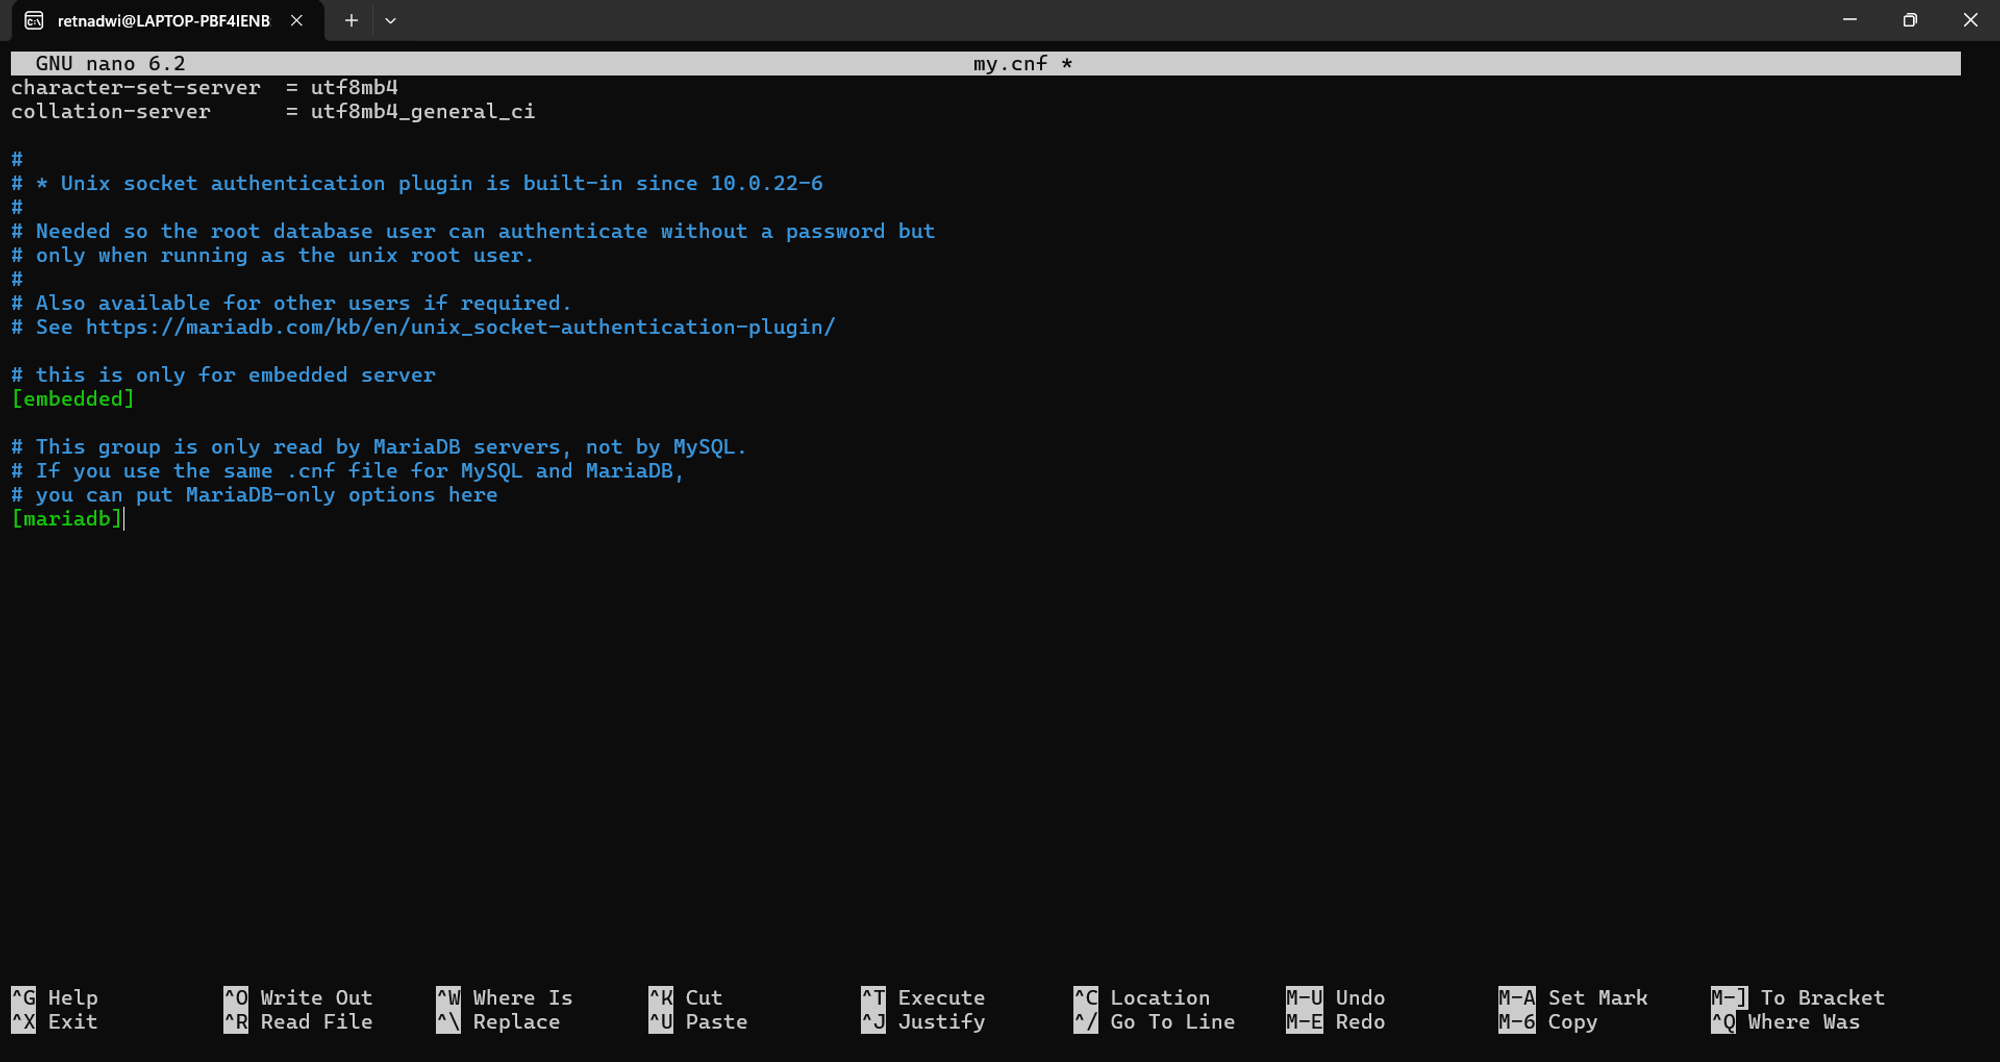 retnadwi@LAPTOP-PBF4IENB
GNU nano 6.2 my.cnf *
character-set-server  = utf8mb4
collation-server      = utf8mb4_general_ci
#
# * Unix socket authentication plugin is built-in since 10.0.22-6
#
# Needed so the root database user can authenticate without a password but
# only when running as the unix root user.
#
# Also available for other users if required.
# See https://mariadb.com/kb/en/unix_socket-authentication-plugin/
# this is only for embedded server
[embedded]
# This group is only read by MariaDB servers, not by MySQL.
# If you use the same .cnf file for MySQL and MariaDB,
# you can put MariaDB-only options here
[mariadb]
^G Help ^O Write Out ^W Where Is ^K Cut ^T Execute ^C Location M-U Undo M-A Set Mark M-] To Bracket
^X Exit ^R Read File ^\ Replace ^U Paste ^J Justify ^/ Go To Line M-E Redo M-6 Copy ^Q Where Was